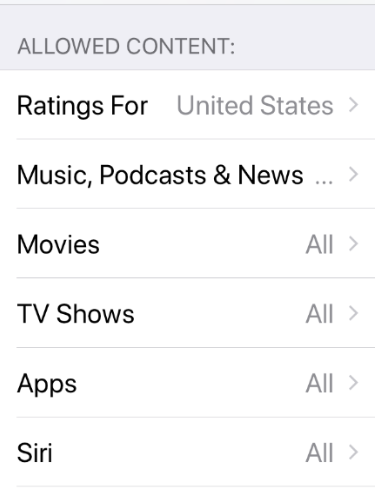 ALLOWED CONTENT:
Ratings For United States
Music, Podcasts & News ...
Movies All
TV Shows All
Apps All
Siri All